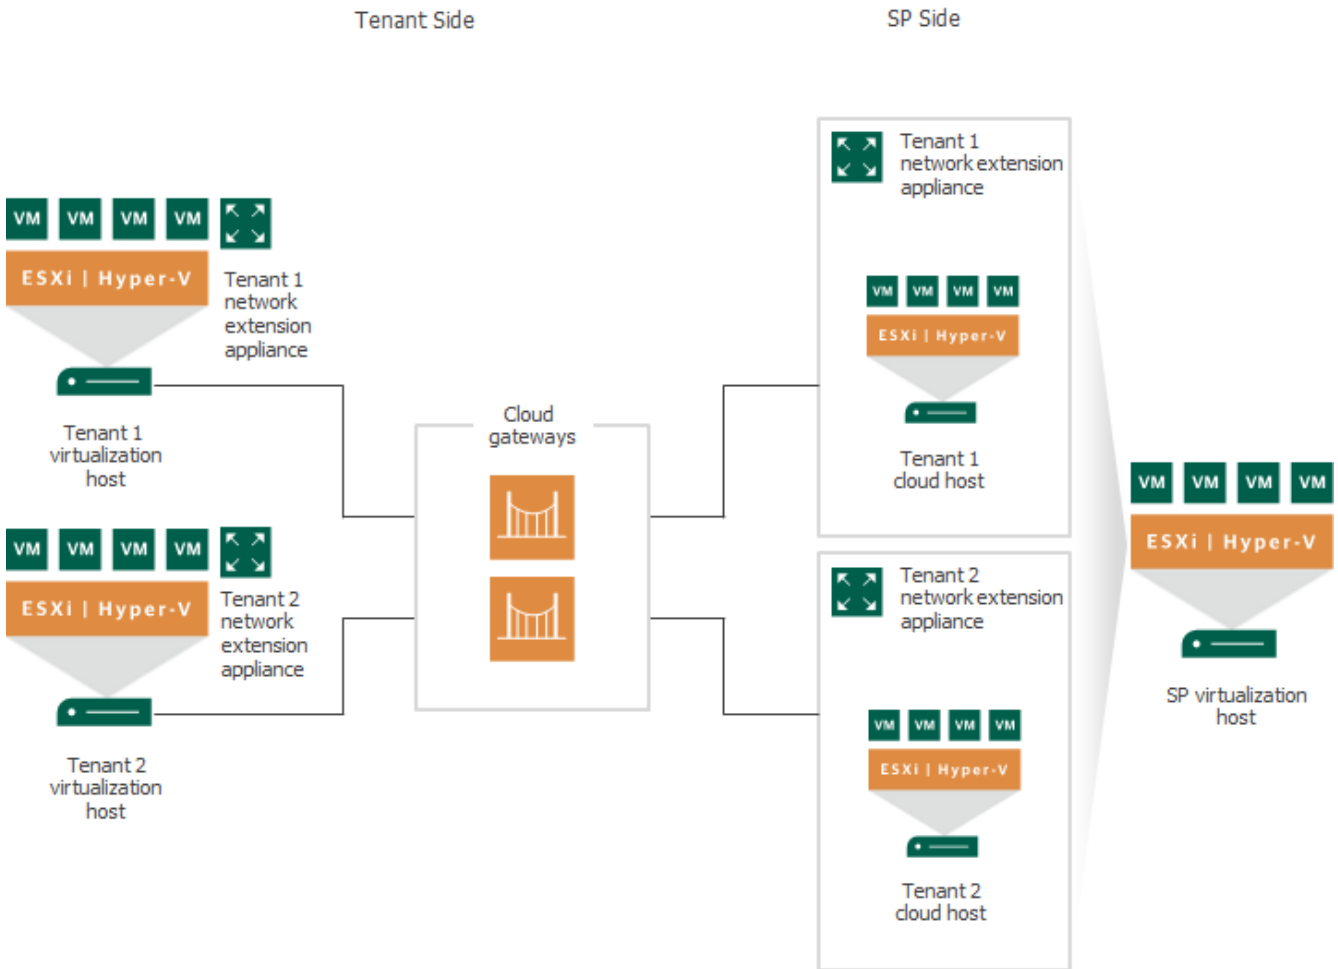 Tenant Side
SP Side
VM VM VM VM
ESXi | Hyper-V
Tenant 1
network
extension
appliance
Tenant 1
virtualization
host
VM VM VM VM
ESXi | Hyper-V
Tenant 2
network
extension
appliance
Tenant 2
virtualization
host
Cloud
gateways
Tenant 1
network extension
appliance
VM VM VM VM
ESXi | Hyper-V
Tenant 1
cloud host
Tenant 2
network extension
appliance
VM VM VM VM
ESXi | Hyper-V
Tenant 2
cloud host
VM VM VM VM
ESXi | Hyper-V
SP virtualization
host